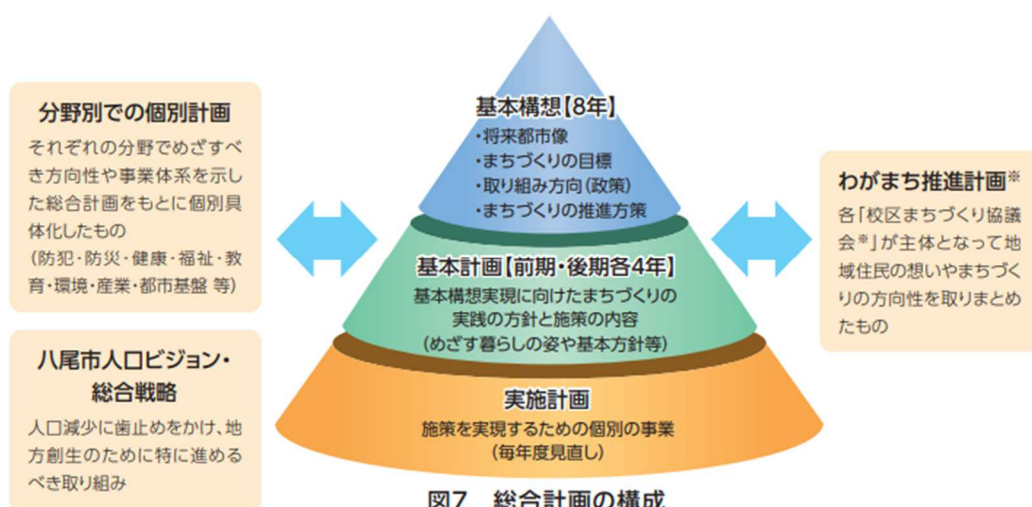 分野別での個別計画
それぞれの分野でめざすべ
き方向性や事業体系を示し
た総合計画をもとに個別具
体化したもの
(防犯・防災・健康・福祉・教
育・環境・産業・都市基盤 等)
八尾市人口ビジョン・
総合戦略
人口減少に歯止めをかけ、地
方創生のために特に進める
べき取り組み
基本構想【8年】
・将来都市像
・まちづくりの目標
・取り組み方向(政策)
・まちづくりの推進方策
基本計画【前期・後期各4年】
基本構想実現に向けたまちづくりの
実践の方針と施策の内容
(めざす暮らしの姿や基本方針等)
実施計画
施策を実現するための個別の事業
(毎年度見直し)
わがまち推進計画※
各「校区まちづくり協議
会※」が主体となって地
域住民の想いやまちづく
りの方向性を取りまとめ
たもの
図7 総合計画の構成